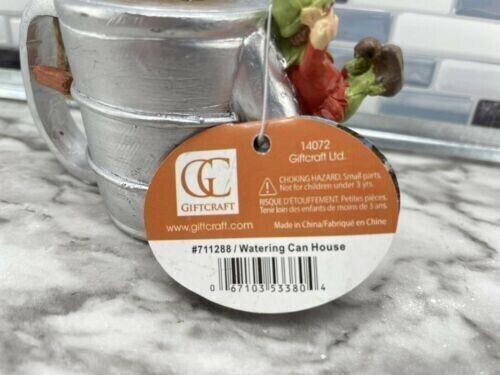 14072
Giftcraft Ltd.
GC
GIFTCRAFT
www.giftcraft.com
CHOKING HAZARD. Small parts.
Not for children under 3 yrs.
RISQUE D'ÉTOUFFEMENT. Petites pièces.
Tenir loin des enfants de moins de 3 ans.
Made in China/Fabriqué en Chine
#711288 / Watering Can House
0 67103 53380 4